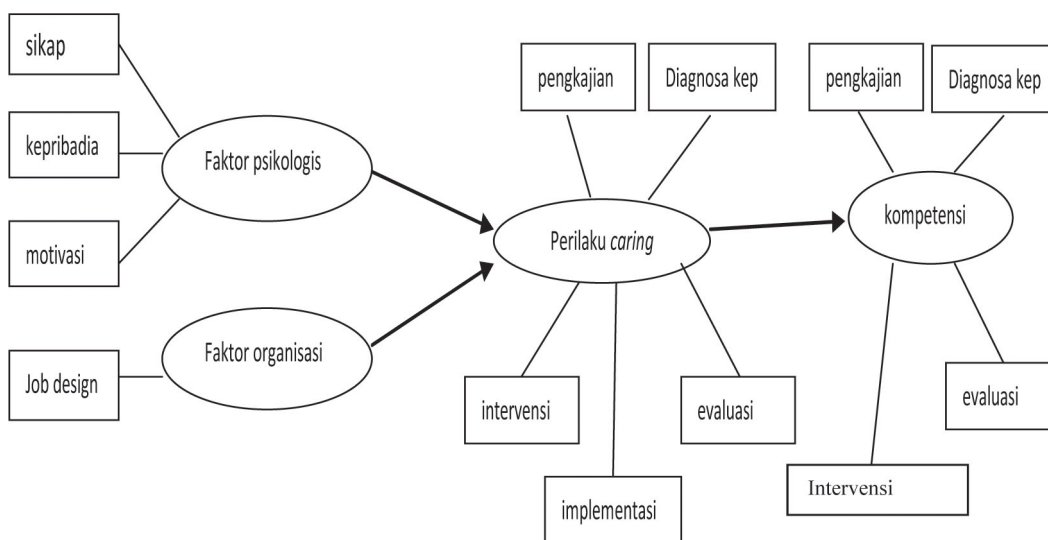 sikap
kepribadia
motivasi
Job design
Faktor psikologis
Faktor organisasi
pengkajian
Diagnosa kep
Perilaku caring
intervensi
implementasi
evaluasi
pengkajian
Diagnosa kep
kompetensi
evaluasi
Intervensi